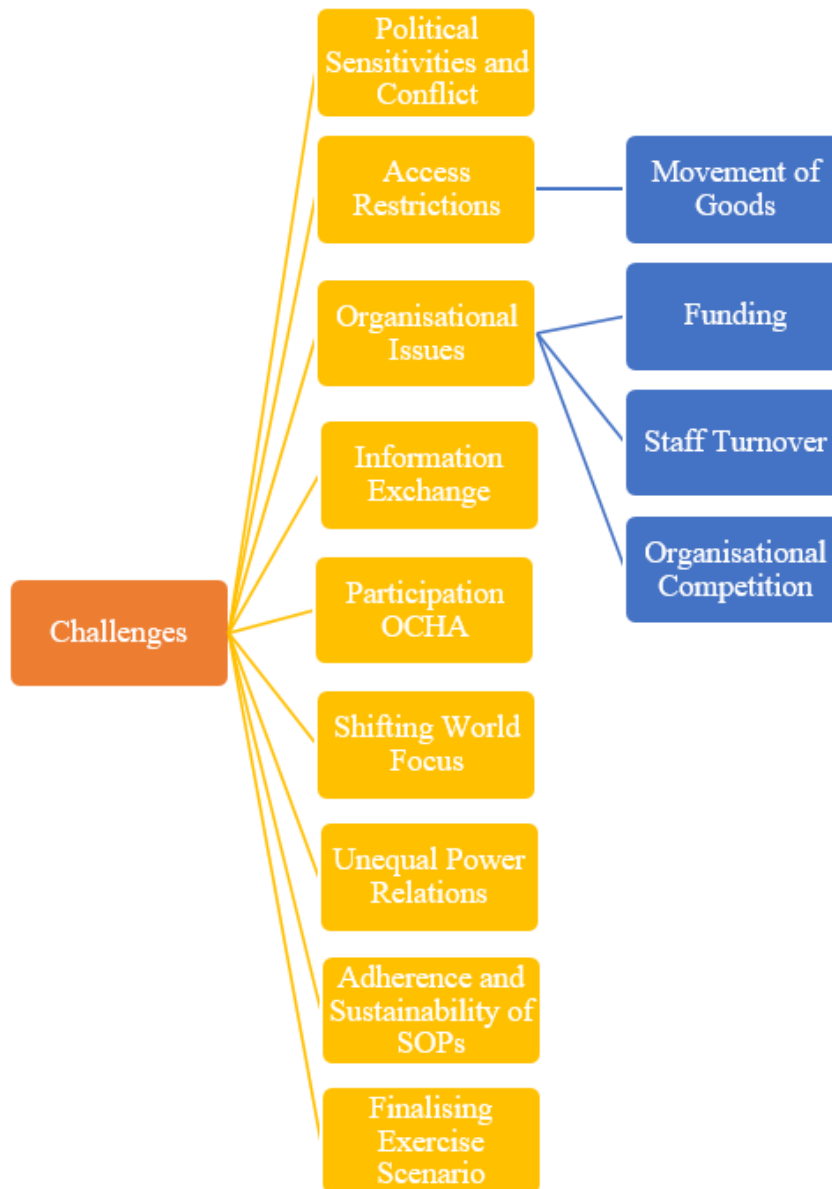 Political
Sensitivities and
Conflict
Access
Restrictions
Movement of
Goods
Organisational
Issues
Funding
Staff Turnover
Organisational
Competition
Information
Exchange
Participation
OCHA
Challenges
Shifting World
Focus
Unequal Power
Relations
Adherence and
Sustainability of
SOPs
Finalising
Exercise
Scenario